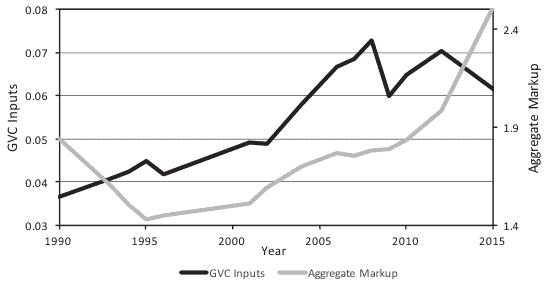 0.08
0.07
0.06
0.05
0.04
0.03
GVC Inputs
2.4
1.9
1.4
Aggregate Markup
1990 1995 2000 2005 2010 2015
Year
GVC Inputs Aggregate Markup